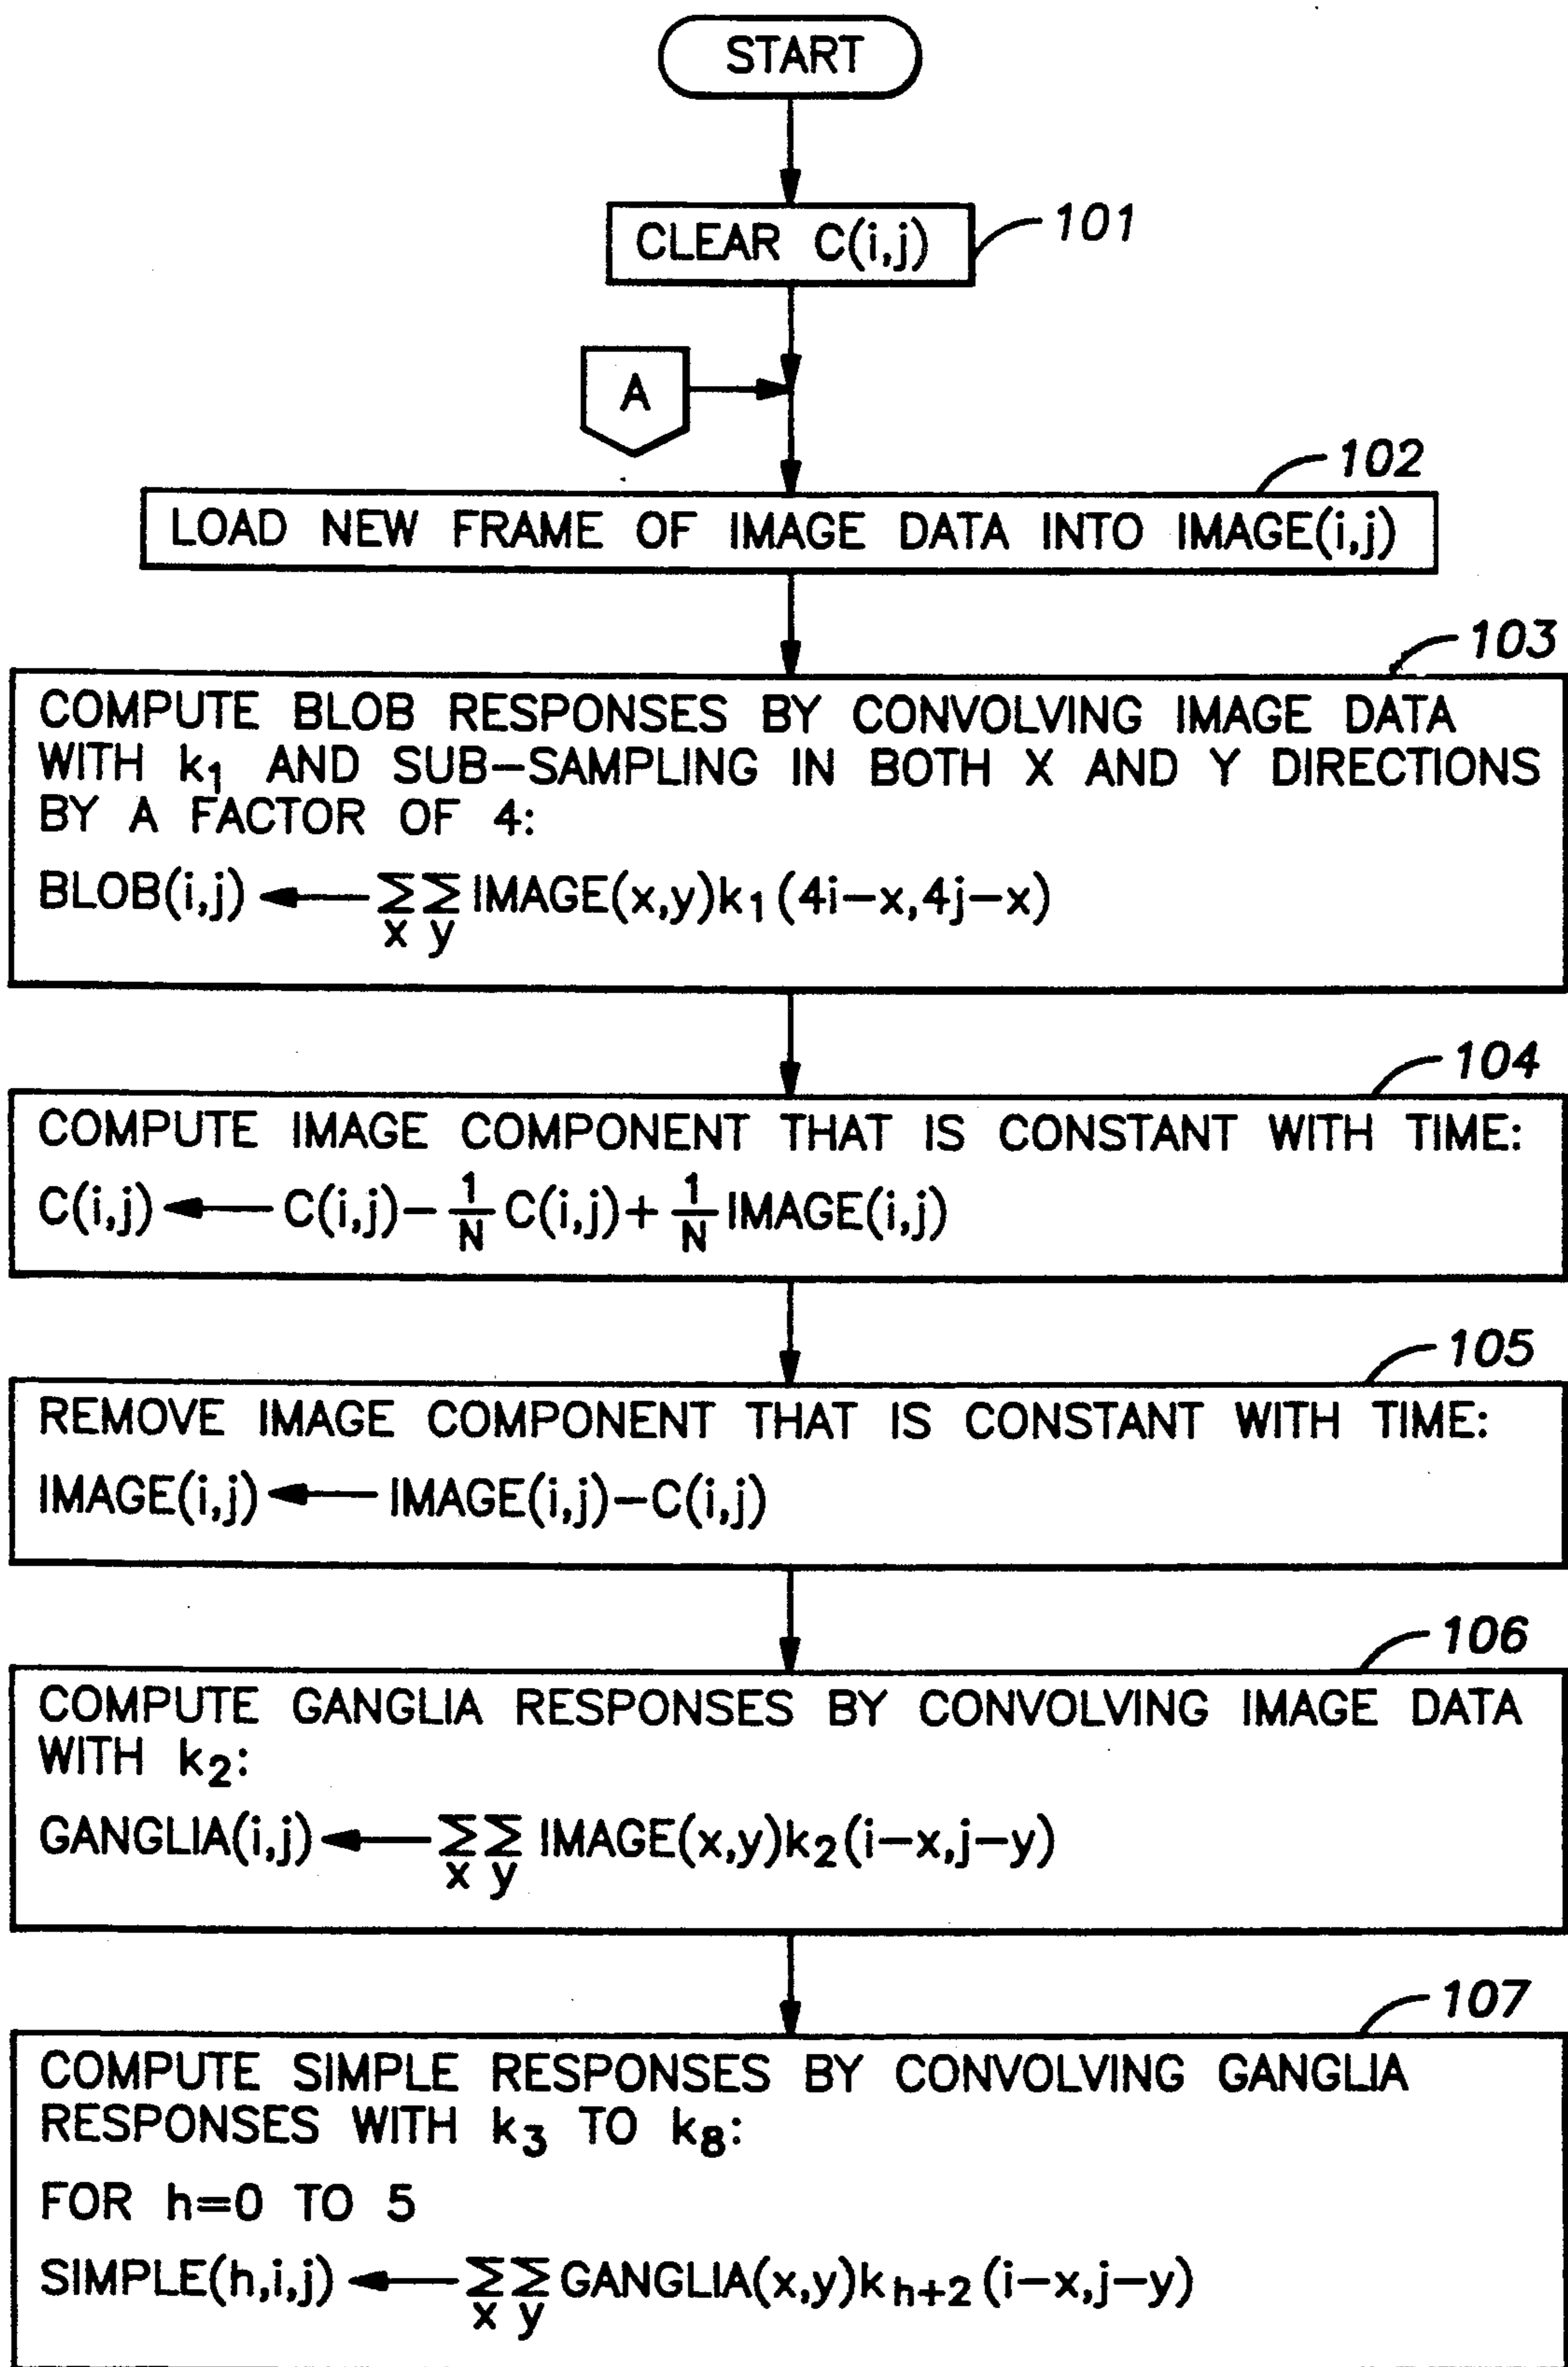 START
CLEAR C(i,j)
101
A
102
LOAD NEW FRAME OF IMAGE DATA INTO IMAGE(i,j)
103
COMPUTE BLOB RESPONSES BY CONVOLVING IMAGE DATA
WITH k₁ AND SUB-SAMPLING IN BOTH X AND Y DIRECTIONS
BY A FACTOR OF 4:
BLOB(i,j) ← ∑x ∑y IMAGE(x,y)k₁(4i-x,4j-x)
104
COMPUTE IMAGE COMPONENT THAT IS CONSTANT WITH TIME:
C(i,j) ← C(i,j)- 1/N C(i,j)+ 1/N IMAGE(i,j)
105
REMOVE IMAGE COMPONENT THAT IS CONSTANT WITH TIME:
IMAGE(i,j) ← IMAGE(i,j)-C(i,j)
106
COMPUTE GANGLIA RESPONSES BY CONVOLVING IMAGE DATA
WITH k₂:
GANGLIA(i,j) ← ∑x ∑y IMAGE(x,y)k₂(i-x,j-y)
107
COMPUTE SIMPLE RESPONSES BY CONVOLVING GANGLIA
RESPONSES WITH k₃ TO k₈:
FOR h=0 TO 5
SIMPLE(h,i,j) ← ∑x ∑y GANGLIA(x,y)kₕ₊₂(i-x,j-y)